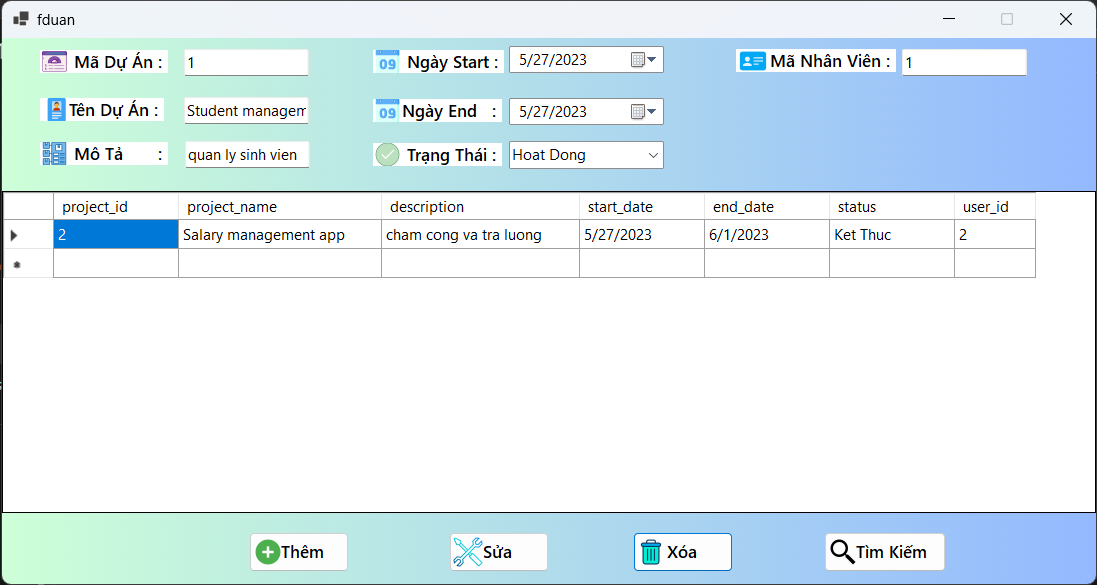 fduan
Mã Dự Án : 1 Ngày Start : 5/27/2023 Mã Nhân Viên : 1
Tên Dự Án : Student managem 09 Ngày End : 5/27/2023
Mô Tả : quan ly sinh vien Trạng Thái : Hoat Dong
project_id project_name description start_date end_date status user_id
2 Salary management app cham cong va tra luong 5/27/2023 6/1/2023 Ket Thuc 2
Thêm Sửa Xóa Tìm Kiếm